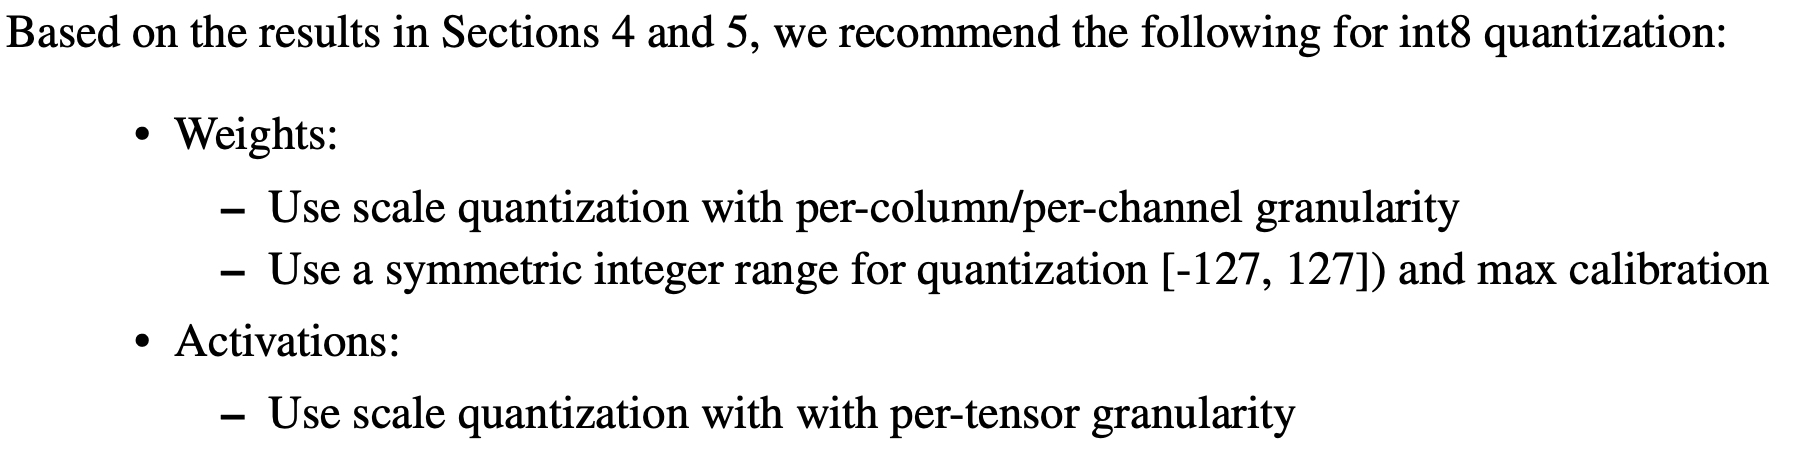 Based on the results in Sections 4 and 5, we recommend the following for int8 quantization:
• Weights:
– Use scale quantization with per-column/per-channel granularity
– Use a symmetric integer range for quantization [-127, 127]) and max calibration
• Activations:
– Use scale quantization with with per-tensor granularity